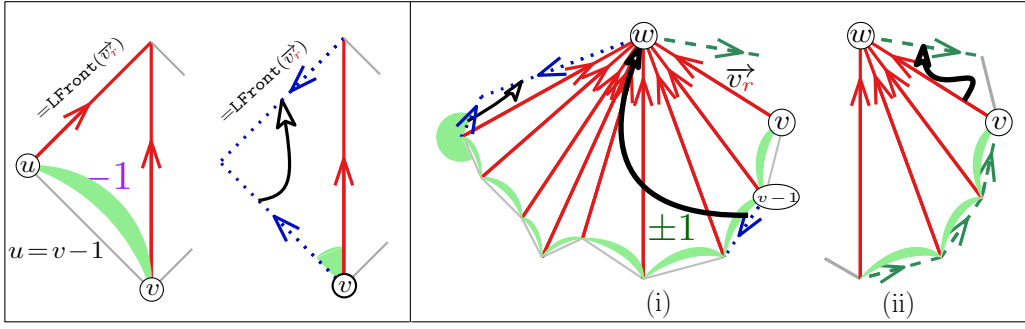 =LFront(v⃗ᵣ)
u
−1
u=v−1
v
=LFront(v⃗ᵣ)
v
w
v⃗ᵣ
v
v−1
±1
(i)
w
v
(ii)